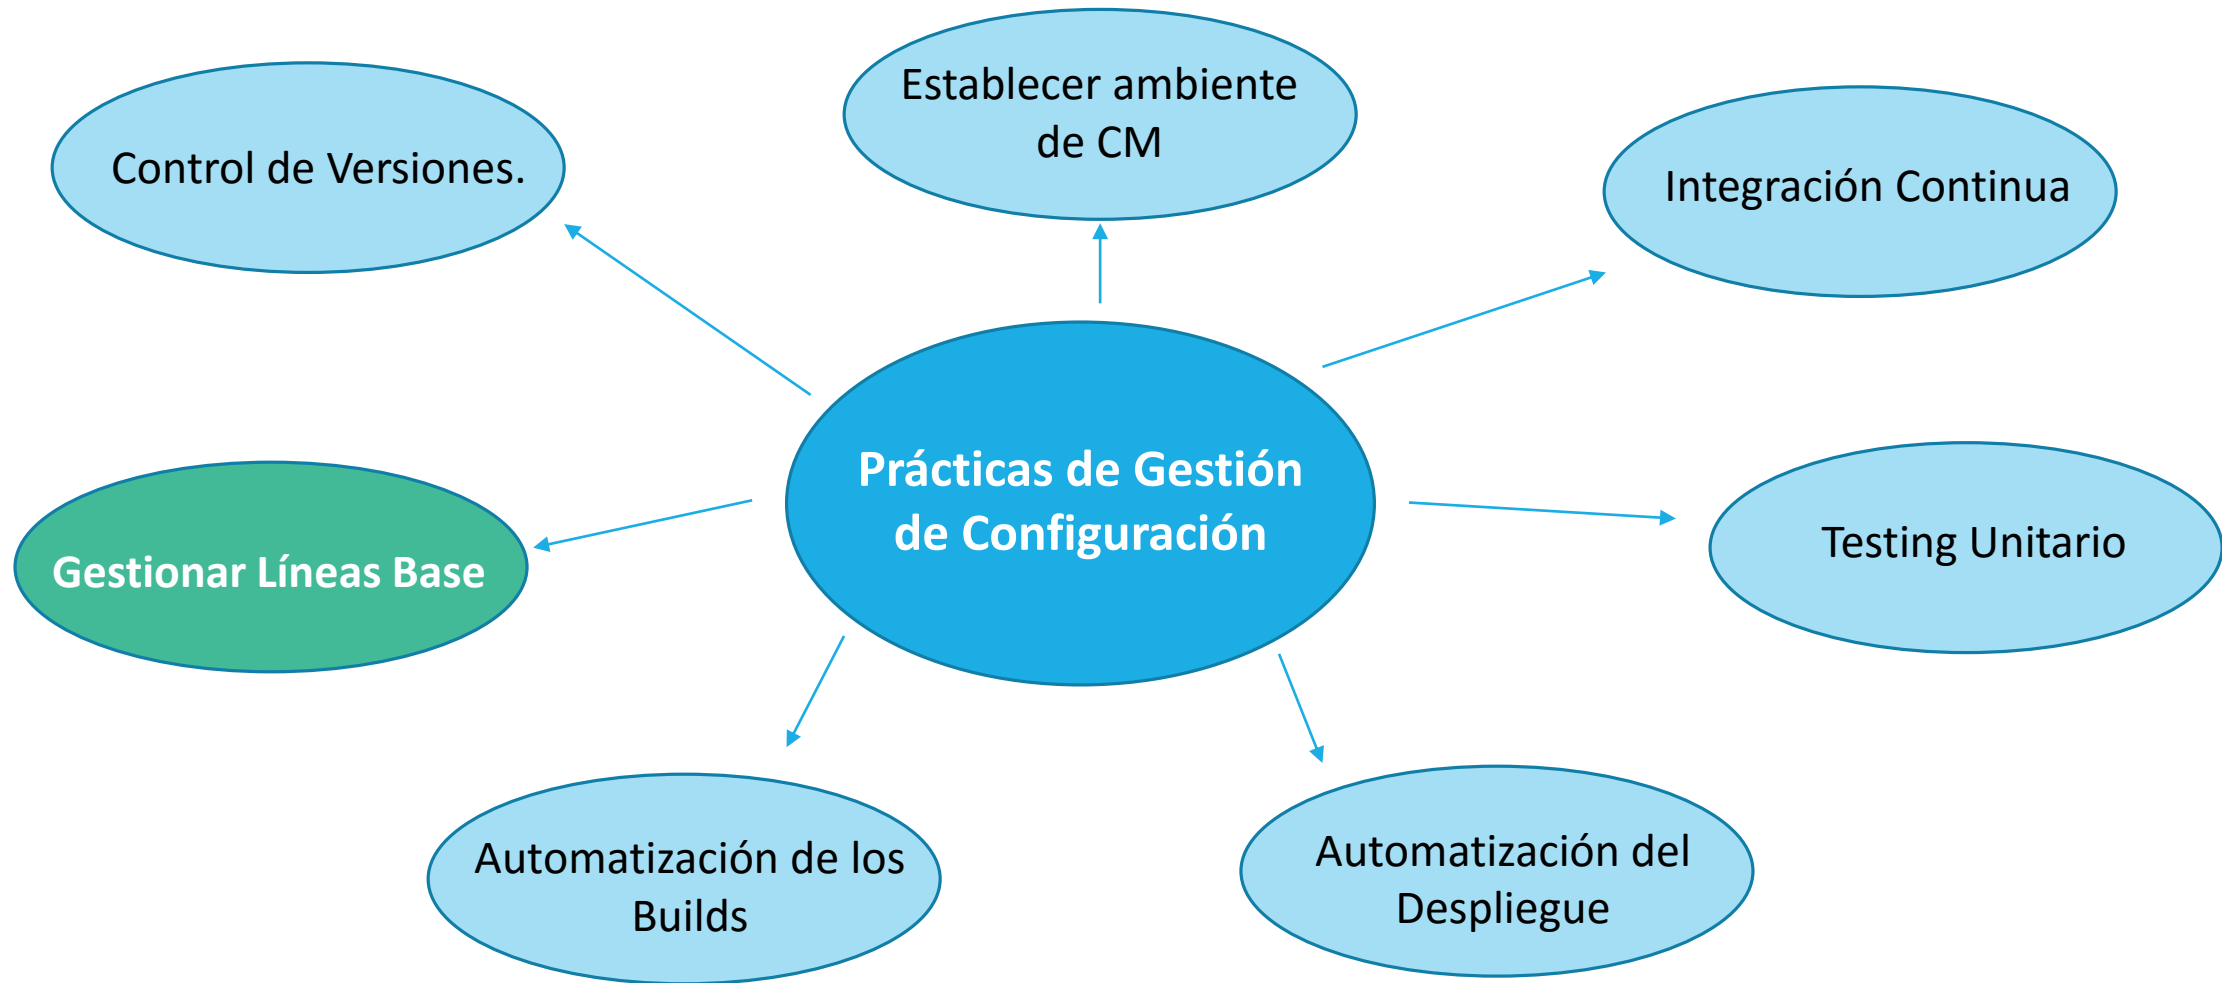 Establecer ambiente
de CM
Control de Versiones.
Integración Continua
Prácticas de Gestión
de Configuración
Gestionar Líneas Base
Testing Unitario
Automatización de los
Builds
Automatización del
Despliegue